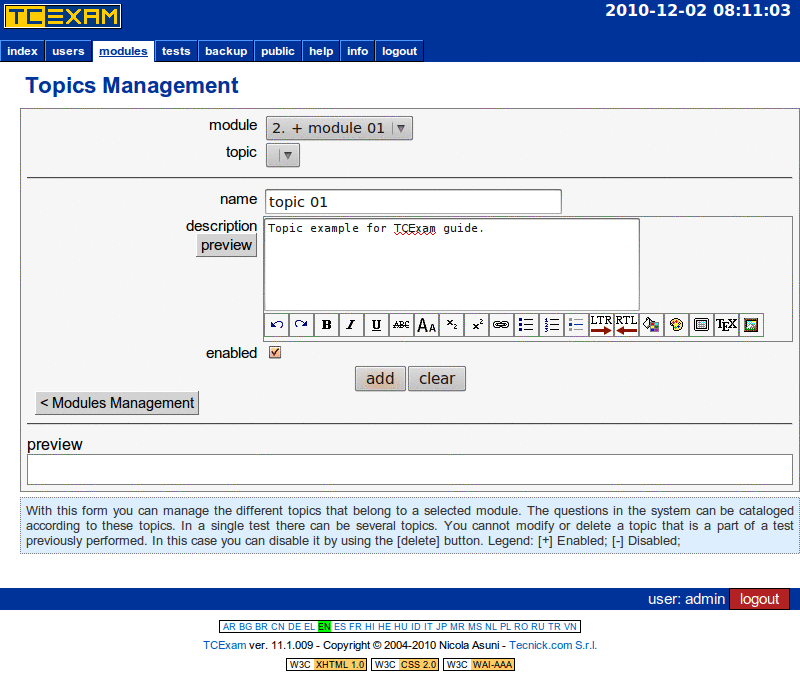 TCEXAM
2010-12-02 08:11:03
index users modules tests backup public help info logout
Topics Management
module 2. + module 01
topic
name topic 01
description Topic example for TCExam guide.
preview
B I U ABC AA x2 x2 LTR RTL TEX
enabled
add clear
< Modules Management
preview
With this form you can manage the different topics that belong to a selected module. The questions in the system can be cataloged
according to these topics. In a single test there can be several topics. You cannot modify or delete a topic that is a part of a test
previously performed. In this case you can disable it by using the [delete] button. Legend: [+] Enabled; [-] Disabled;
user: admin logout
AR BG BR CN DE EL EN ES FR HI HE HU ID IT JP MR MS NL PL RO RU TR VN
TCExam ver. 11.1.009 - Copyright © 2004-2010 Nicola Asuni - Tecnick.com S.r.l.
W3C XHTML 1.0 W3C CSS 2.0 W3C WAI-AAA